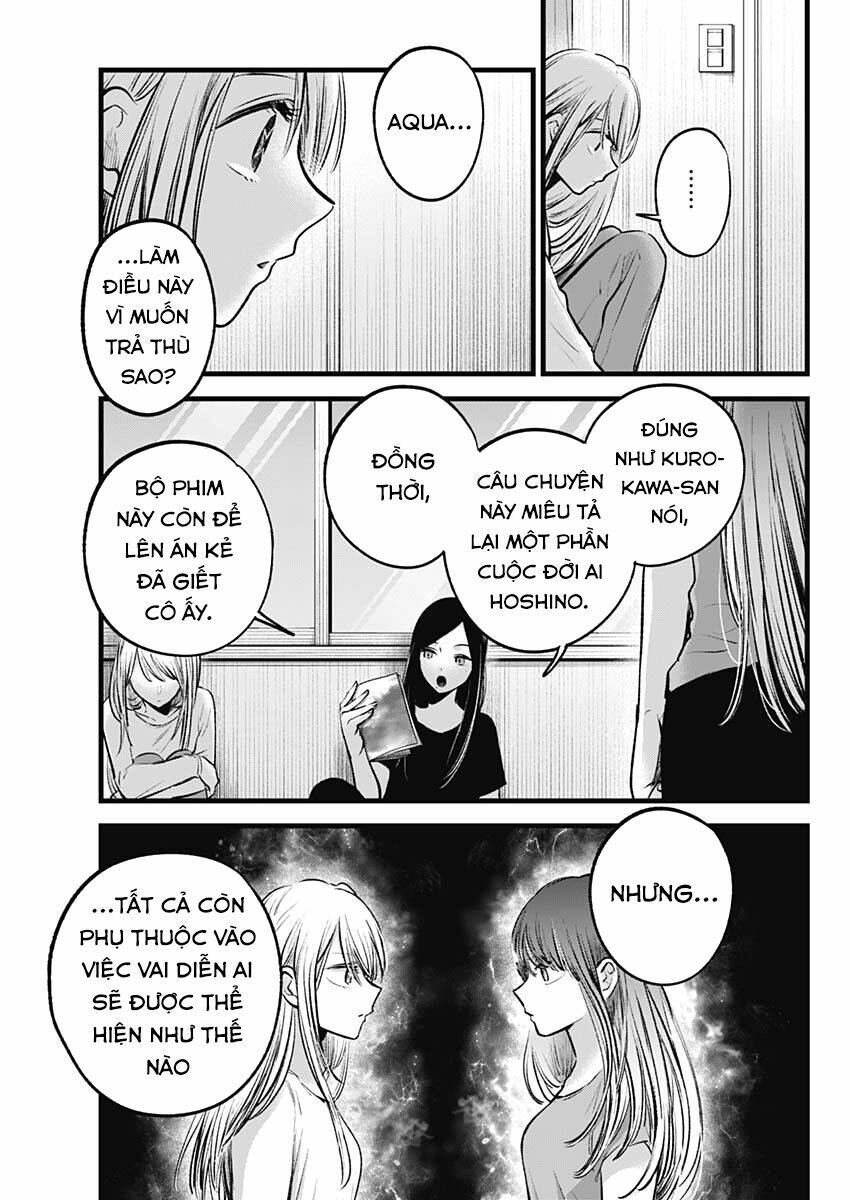 ......
AQUA...
...LÀM
ĐIỀU NÀY
VÌ MUỐN
TRẢ THÙ
SAO?
ĐÚNG
NHƯ KURO-
KAWA-SAN
NÓI,
CÂU CHUYỆN
NÀY MIÊU TẢ
LẠI MỘT PHẦN
CUỘC ĐỜI AI
HOSHINO.
ĐỒNG
THỜI,
BỘ PHIM
NÀY CÒN ĐỂ
LÊN ÁN KẺ
ĐÃ GIẾT
CÔ ẤY.
NHƯNG...
...TẤT CẢ CÒN
PHỤ THUỘC VÀO
VIỆC VAI DIỄN AI
SẼ ĐƯỢC THỂ
HIỆN NHƯ THẾ
NÀO